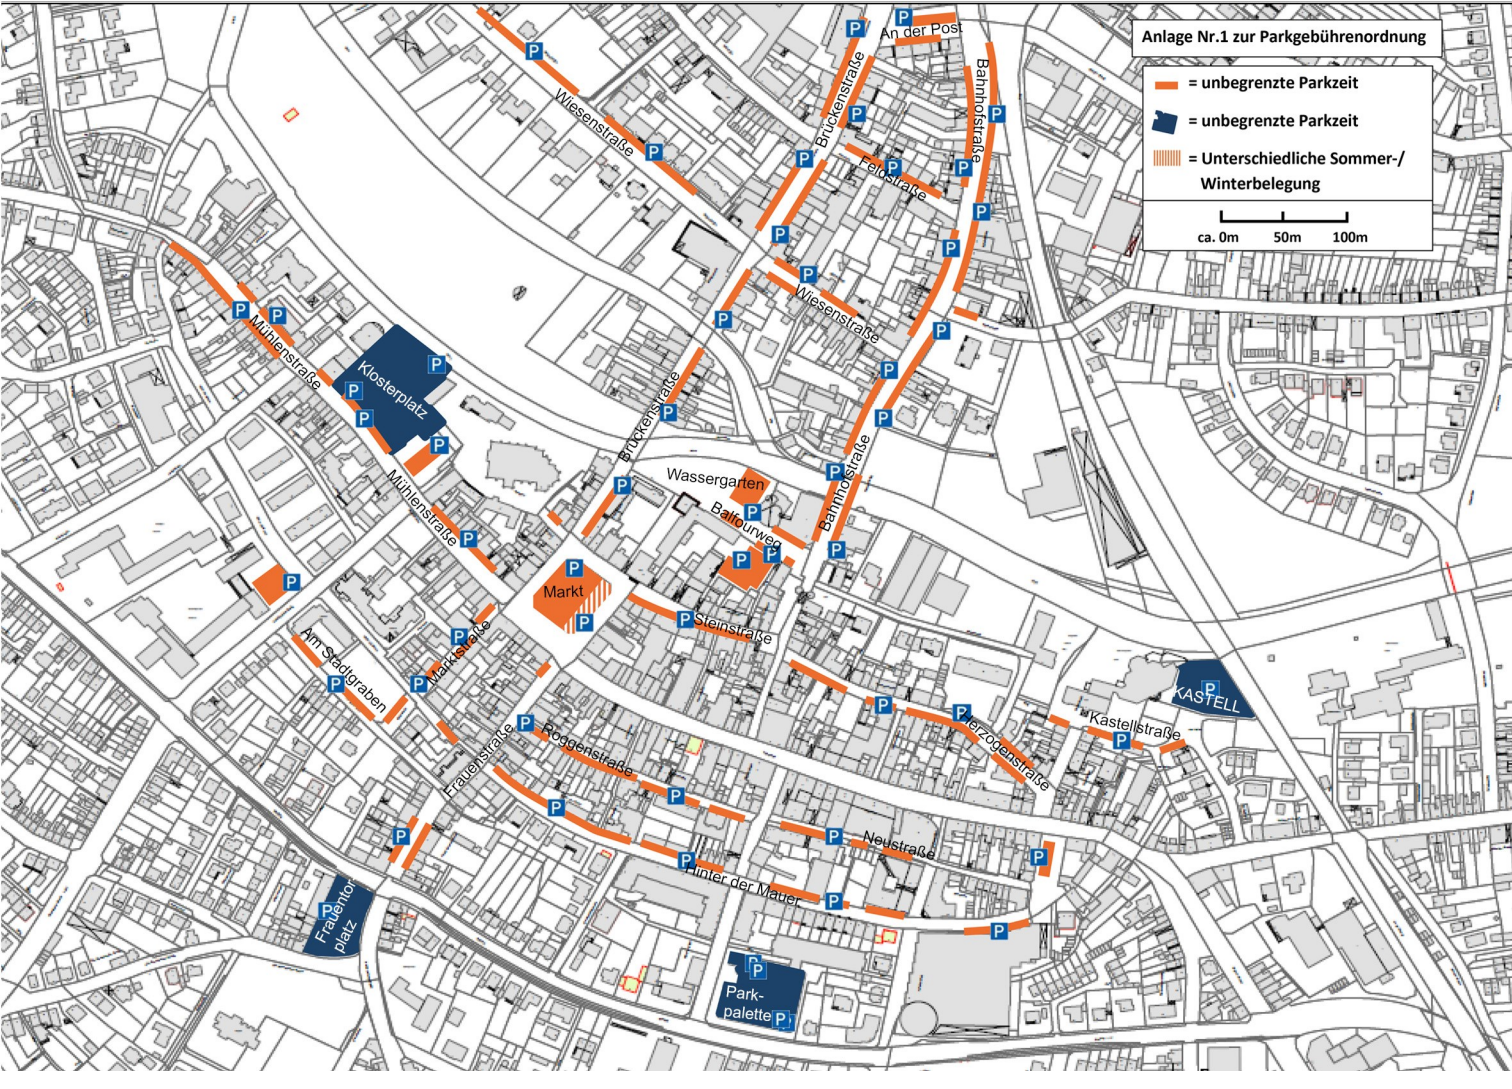 Anlage Nr.1 zur Parkgebührenordnung
= unbegrenzte Parkzeit
= unbegrenzte Parkzeit
= Unterschiedliche Sommer-/
Winterbelegung
ca. 0m 50m 100m
P
An der Post
P
P
Wiesenstraße
P
Brückenstraße
P
Bahnhofstraße
P
P
P
Feldstraße
P
P
P
P
P
P
Wiesenstraße
P
P
Mühlenstraße
P
P
P
P
Klosterplatz
P
P
P
P
Brückenstraße
P
P
Mühlenstraße
P
P
Bahnhofstraße
P
Wassergarten
P
Balfourweg
P
P
P
P
Markt
P
P
Steinstraße
P
Marktstraße
P
P
Am Stadtgraben
P
P
KASTELL
P
Herzogenstraße
P
Kastellstraße
P
P
Roggenstraße
P
Frauenstraße
P
P
Neustraße
P
P
P
Hinter der Mauer
P
P
P
Frauentor
platz
P
P
P
Park-
palette
P